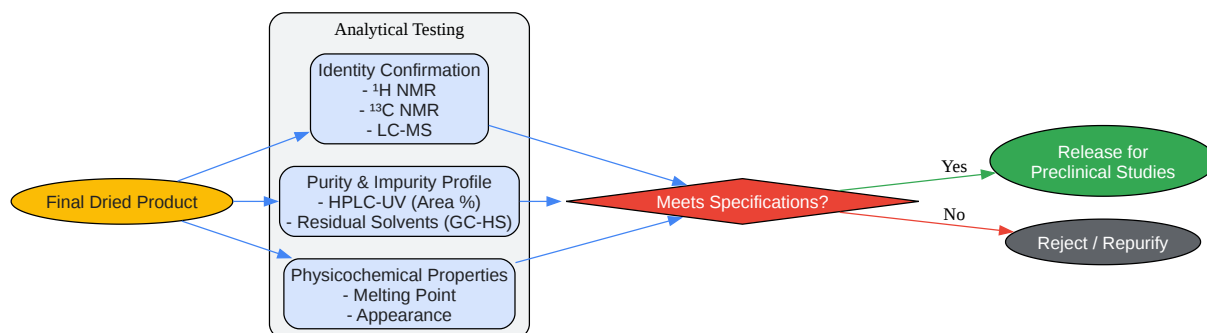 Analytical Testing
Identity Confirmation
- ¹H NMR
- ¹³C NMR
- LC-MS
Final Dried Product
Purity & Impurity Profile
- HPLC-UV (Area %)
- Residual Solvents (GC-HS)
Physicochemical Properties
- Melting Point
- Appearance
Meets Specifications?
Yes
Release for
Preclinical Studies
No
Reject / Repurify